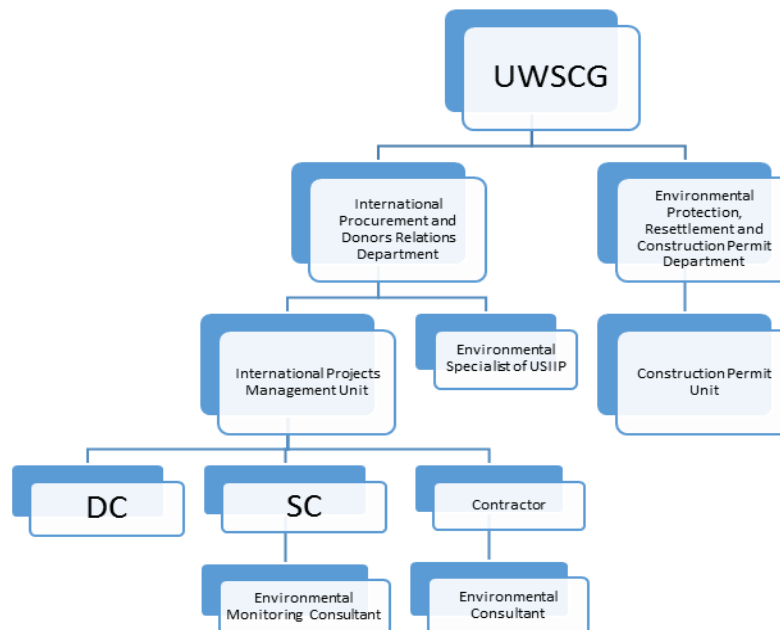 UWSCG
International
Procurement and
Donors Relations
Department
Environmental
Protection,
Resettlement and
Construction Permit
Department
International Projects
Management Unit
Environmental
Specialist of USIIP
Construction Permit
Unit
DC
SC
Contractor
Environmental
Monitoring Consultant
Environmental
Consultant